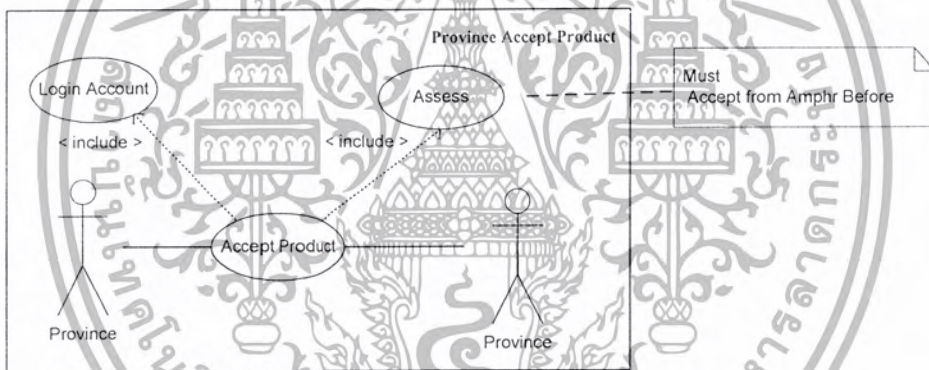 Province Accept Product
Login Account
Assess
Must
Accept from Amphr Before
< include >
< include >
Accept Product
Province
Province